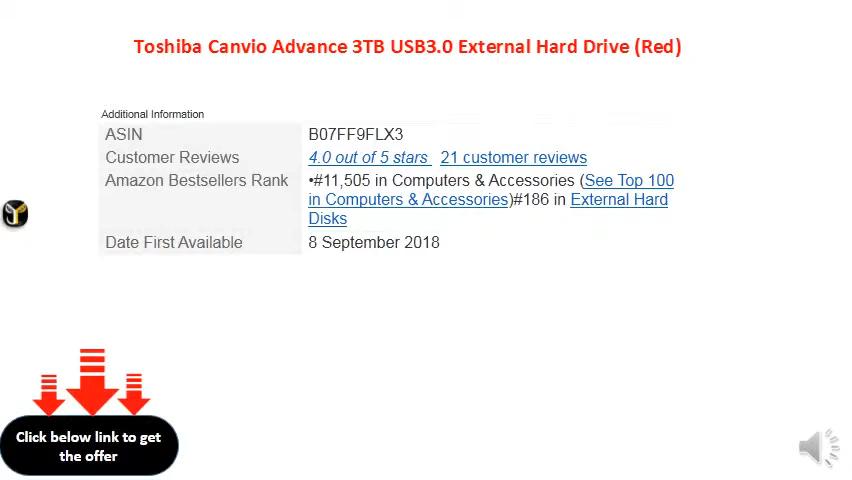 Toshiba Canvio Advance 3TB USB3.0 External Hard Drive (Red)
Additional Information
ASIN B07FF9FLX3
Customer Reviews 4.0 out of 5 stars 21 customer reviews
Amazon Bestsellers Rank •#11,505 in Computers & Accessories (See Top 100
in Computers & Accessories)#186 in External Hard
Disks
Date First Available 8 September 2018
Click below link to get
the offer